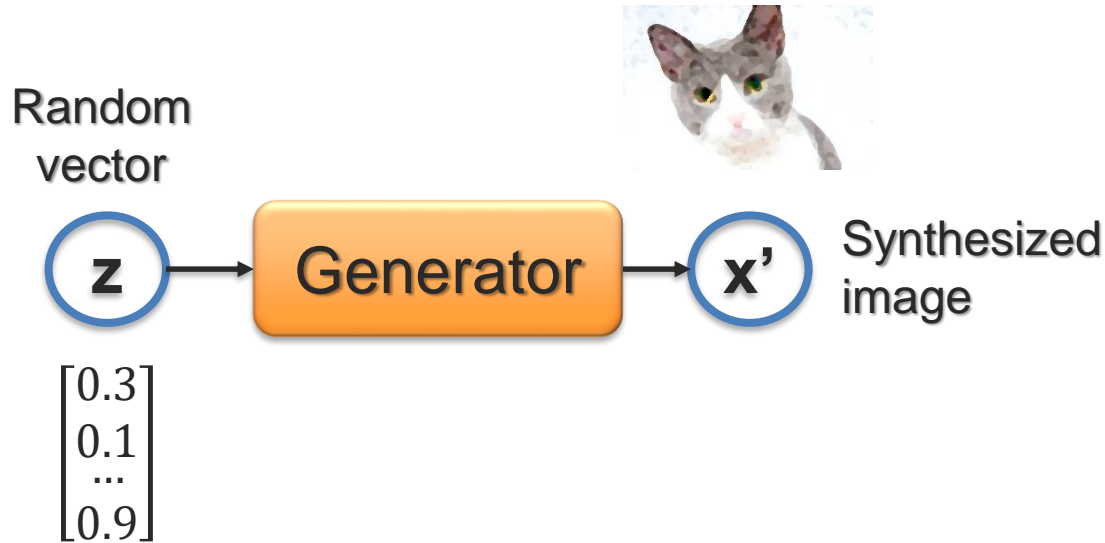 Random
vector
z
Generator
x’
Synthesized
image
0.3
0.1
...
0.9